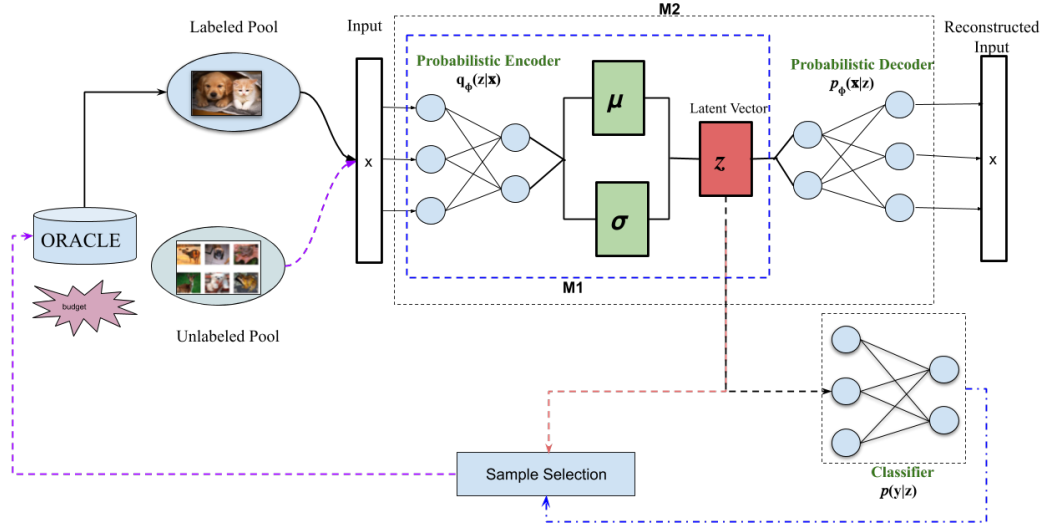 M2
Labeled Pool
Input
Reconstructed
Input
Probabilistic Encoder
qϕ(z|x)
Probabilistic Decoder
pϕ(x|z)
μ
Latent Vector
x
z
x
σ
ORACLE
budget
M1
Unlabeled Pool
Sample Selection
Classifier
p(y|z)